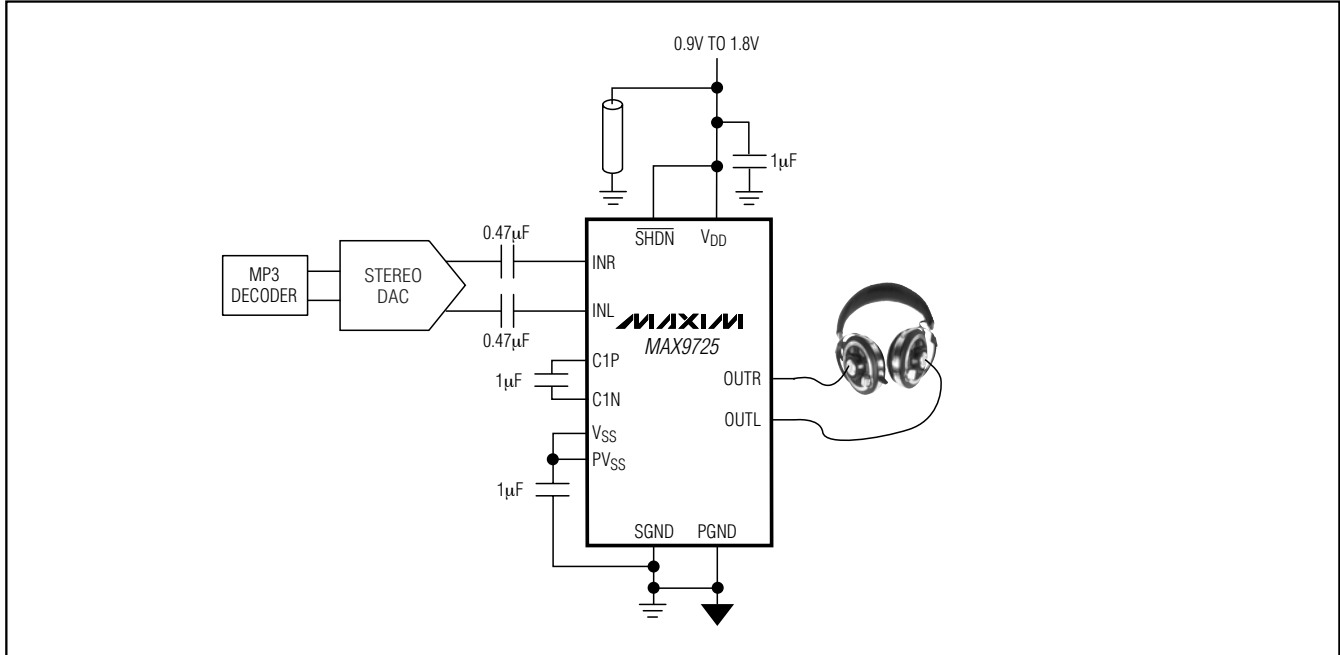 0.9V TO 1.8V
1µF
0.47µF
SHDN
VDD
MP3
DECODER
STEREO
DAC
INR
INL
0.47µF
MAXIM
MAX9725
C1P
1µF
C1N
OUTR
OUTL
VSS
PVSS
1µF
SGND
PGND